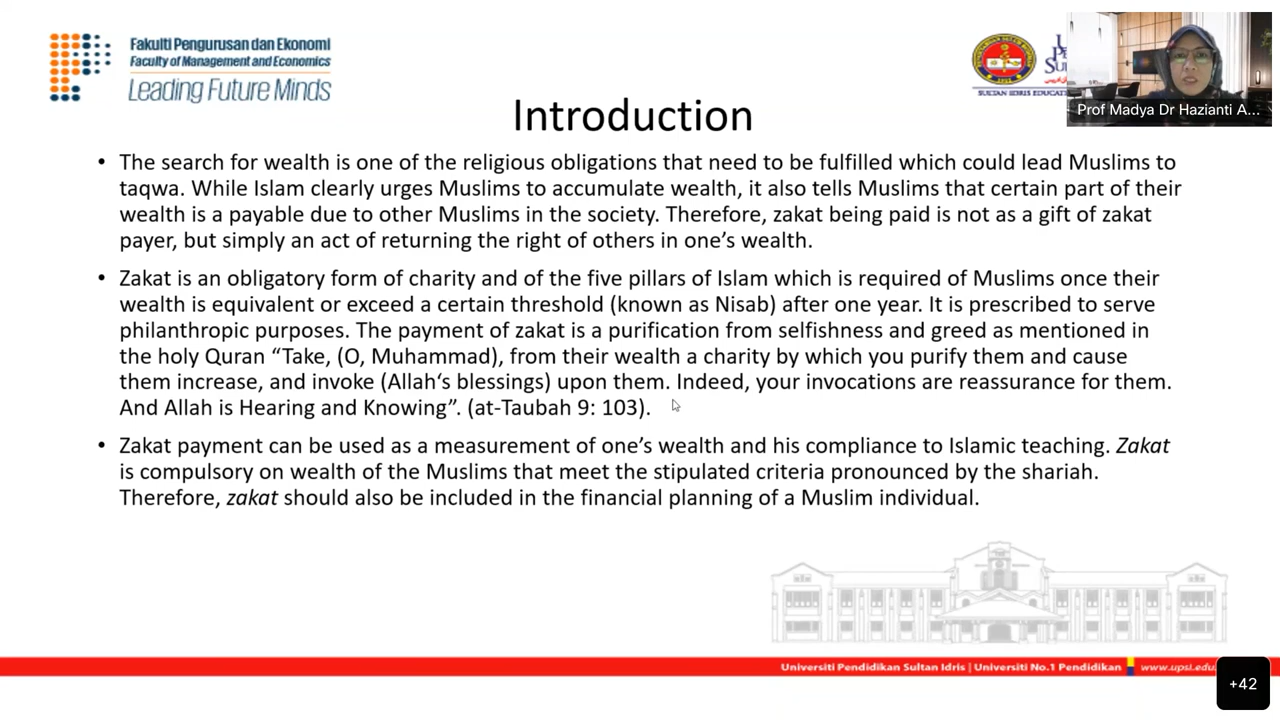 Fakulti Pengurusan dan Ekonomi
Faculty of Management and Economics
Leading Future Minds
SULTAN IDRIS EDUCAT
Prof Madya Dr Hazianti A...
Introduction
• The search for wealth is one of the religious obligations that need to be fulfilled which could lead Muslims to
taqwa. While Islam clearly urges Muslims to accumulate wealth, it also tells Muslims that certain part of their
wealth is a payable due to other Muslims in the society. Therefore, zakat being paid is not as a gift of zakat
payer, but simply an act of returning the right of others in one’s wealth.
• Zakat is an obligatory form of charity and of the five pillars of Islam which is required of Muslims once their
wealth is equivalent or exceed a certain threshold (known as Nisab) after one year. It is prescribed to serve
philanthropic purposes. The payment of zakat is a purification from selfishness and greed as mentioned in
the holy Quran “Take, (O, Muhammad), from their wealth a charity by which you purify them and cause
them increase, and invoke (Allah‘s blessings) upon them. Indeed, your invocations are reassurance for them.
And Allah is Hearing and Knowing”. (at-Taubah 9: 103).
• Zakat payment can be used as a measurement of one’s wealth and his compliance to Islamic teaching. Zakat
is compulsory on wealth of the Muslims that meet the stipulated criteria pronounced by the shariah.
Therefore, zakat should also be included in the financial planning of a Muslim individual.
Universiti Pendidikan Sultan Idris | Universiti No.1 Pendidikan www.upsi.edu.
+42